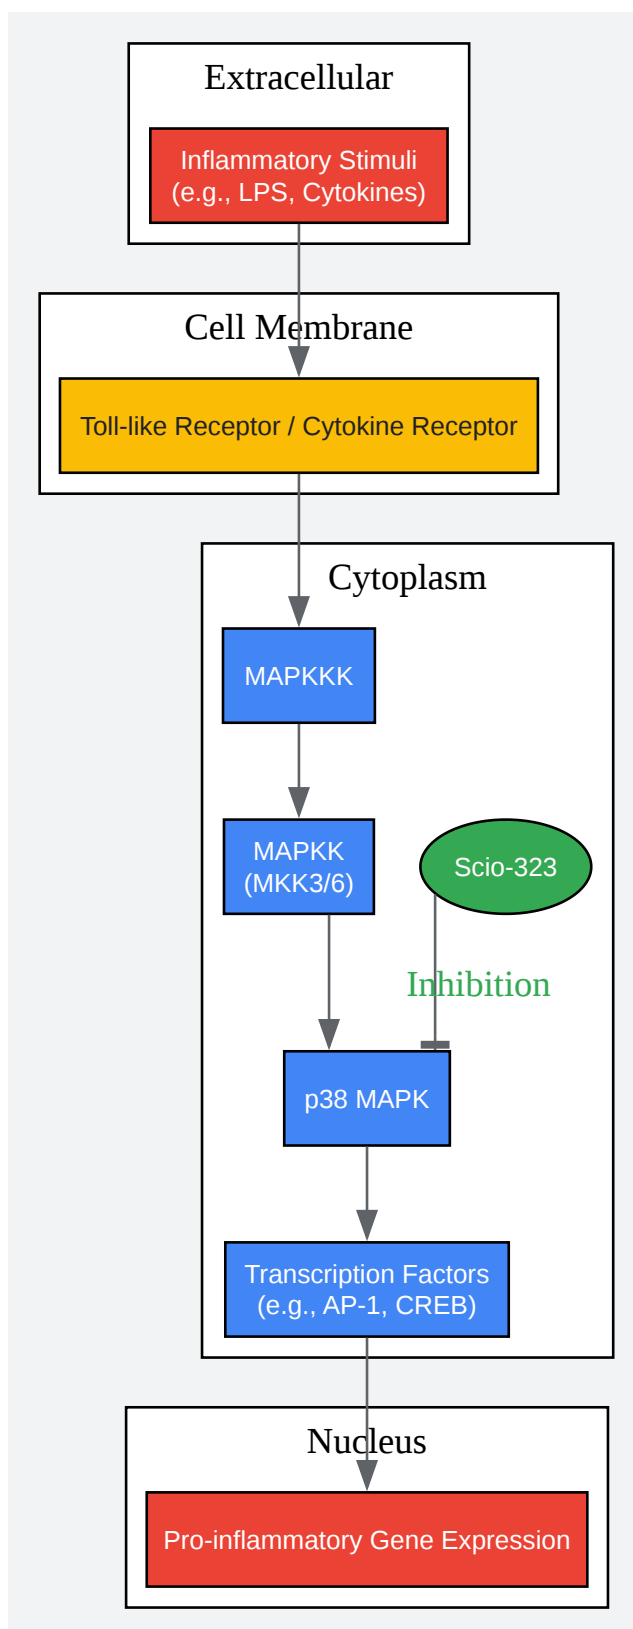 Extracellular
Inflammatory Stimuli
(e.g., LPS, Cytokines)
Cell Membrane
Toll-like Receptor / Cytokine Receptor
Cytoplasm
MAPKKK
MAPKK
(MKK3/6)
Scio-323
Inhibition
p38 MAPK
Transcription Factors
(e.g., AP-1, CREB)
Nucleus
Pro-inflammatory Gene Expression